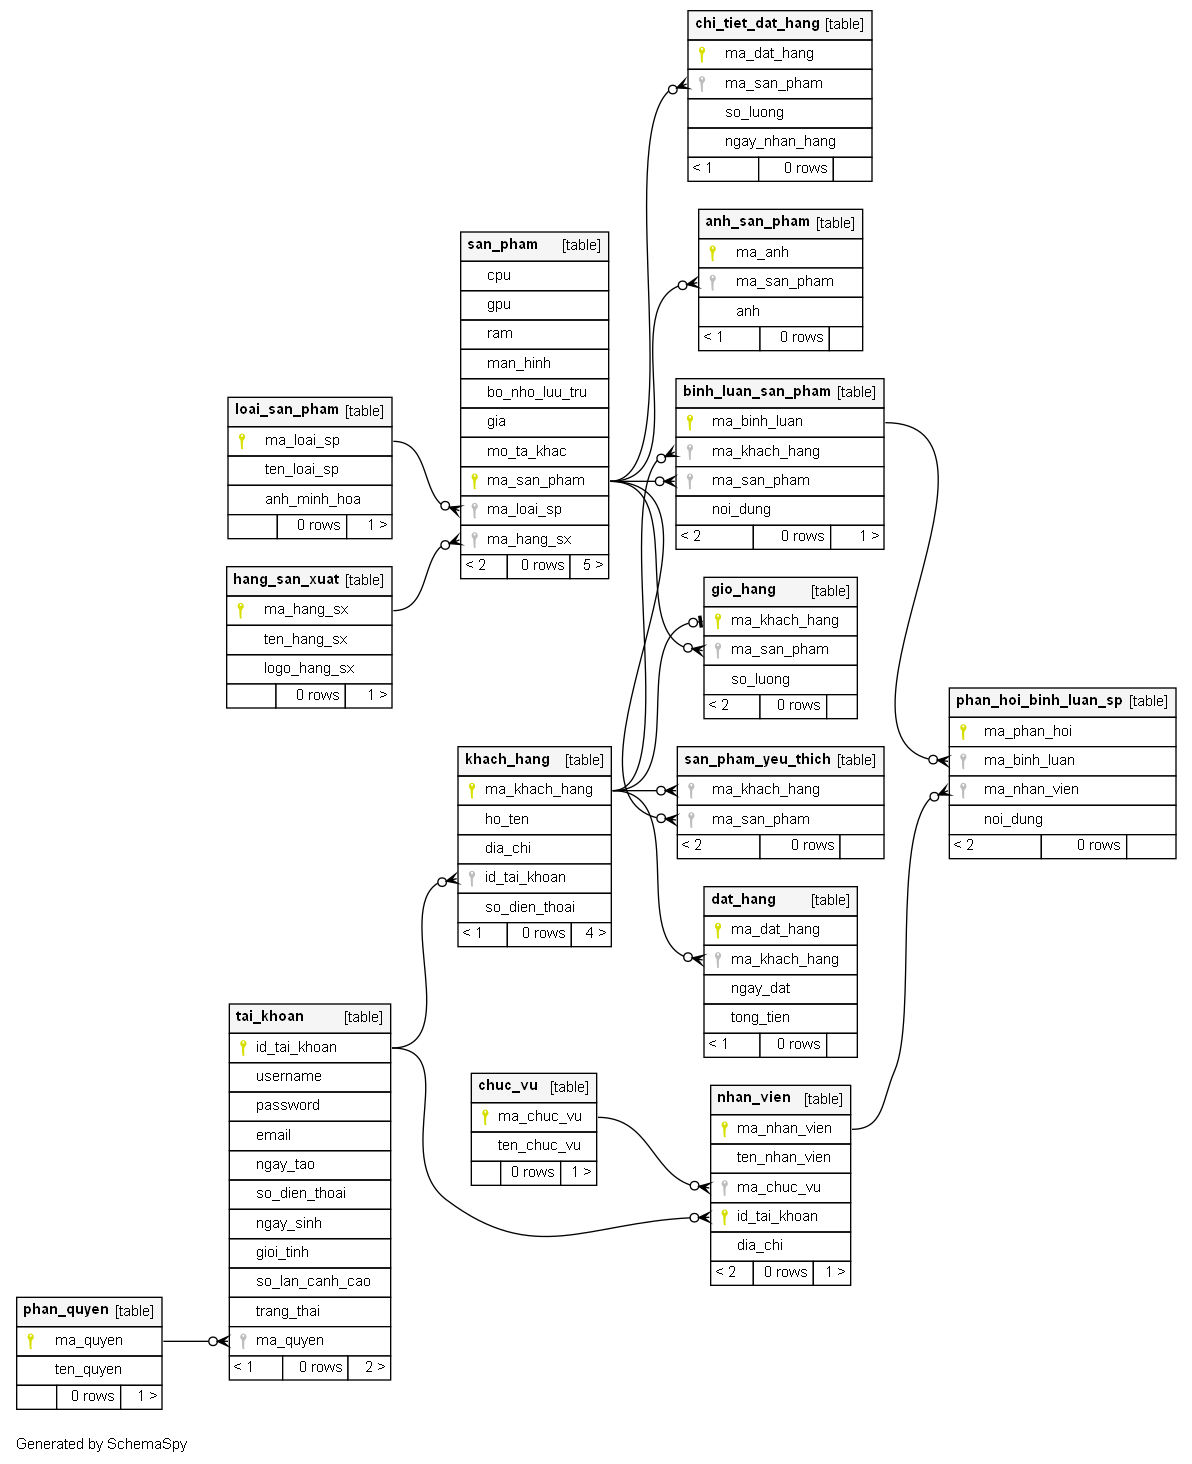 chi_tiet_dat_hang [table]
ma_dat_hang
ma_san_pham
so_luong
ngay_nhan_hang
< 1 0 rows
anh_san_pham [table]
ma_anh
ma_san_pham
anh
< 1 0 rows
san_pham [table]
cpu
gpu
ram
man_hinh
bo_nho_luu_tru
gia
mo_ta_khac
ma_san_pham
ma_loai_sp
ma_hang_sx
< 2 0 rows 5 >
binh_luan_san_pham [table]
ma_binh_luan
ma_khach_hang
ma_san_pham
noi_dung
< 2 0 rows 1 >
loai_san_pham [table]
ma_loai_sp
ten_loai_sp
anh_minh_hoa
0 rows 1 >
hang_san_xuat [table]
ma_hang_sx
ten_hang_sx
logo_hang_sx
0 rows 1 >
gio_hang [table]
ma_khach_hang
ma_san_pham
so_luong
< 2 0 rows
phan_hoi_binh_luan_sp [table]
ma_phan_hoi
ma_binh_luan
ma_nhan_vien
noi_dung
< 2 0 rows
khach_hang [table]
ma_khach_hang
ho_ten
dia_chi
id_tai_khoan
so_dien_thoai
< 1 0 rows 4 >
san_pham_yeu_thich [table]
ma_khach_hang
ma_san_pham
< 2 0 rows
dat_hang [table]
ma_dat_hang
ma_khach_hang
ngay_dat
tong_tien
< 1 0 rows
tai_khoan [table]
id_tai_khoan
username
password
email
ngay_tao
so_dien_thoai
ngay_sinh
gioi_tinh
so_lan_canh_cao
trang_thai
ma_quyen
< 1 0 rows 2 >
chuc_vu [table]
ma_chuc_vu
ten_chuc_vu
0 rows 1 >
nhan_vien [table]
ma_nhan_vien
ten_nhan_vien
ma_chuc_vu
id_tai_khoan
dia_chi
< 2 0 rows 1 >
phan_quyen [table]
ma_quyen
ten_quyen
0 rows 1 >
Generated by SchemaSpy